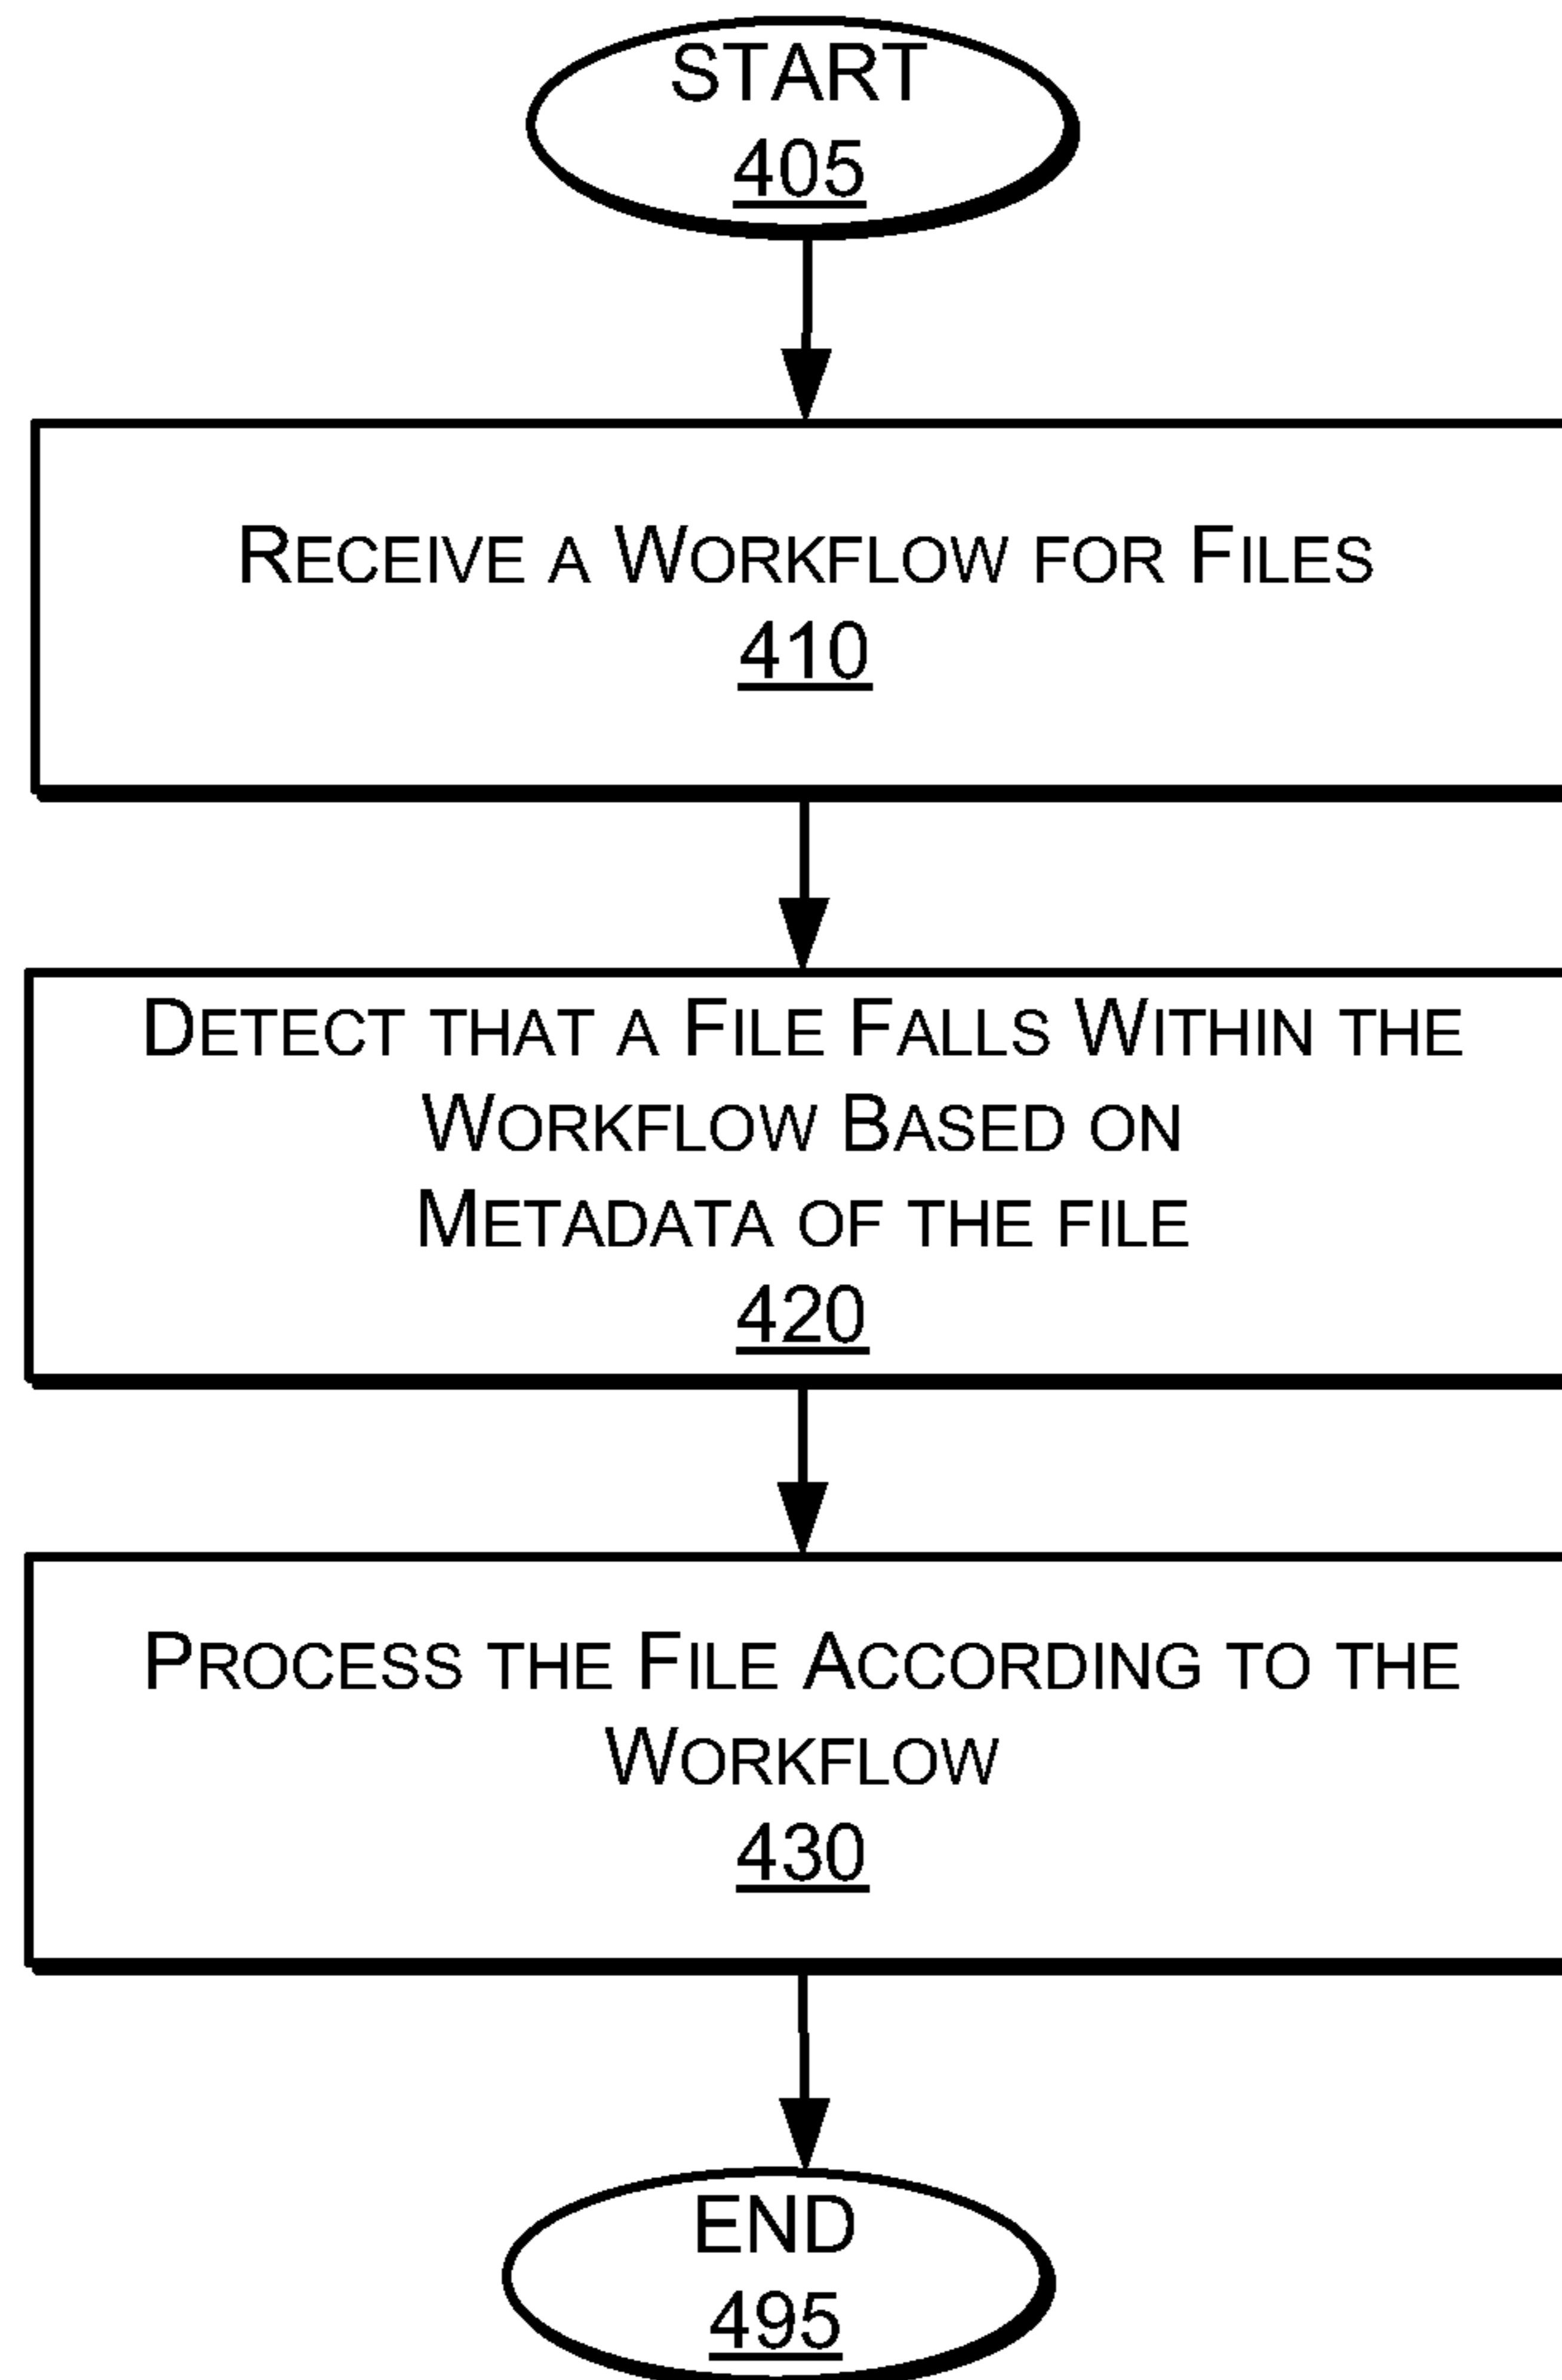 START
405
RECEIVE A WORKFLOW FOR FILES
410
DETECT THAT A FILE FALLS WITHIN THE
WORKFLOW BASED ON
METADATA OF THE FILE
420
PROCESS THE FILE ACCORDING TO THE
WORKFLOW
430
END
495